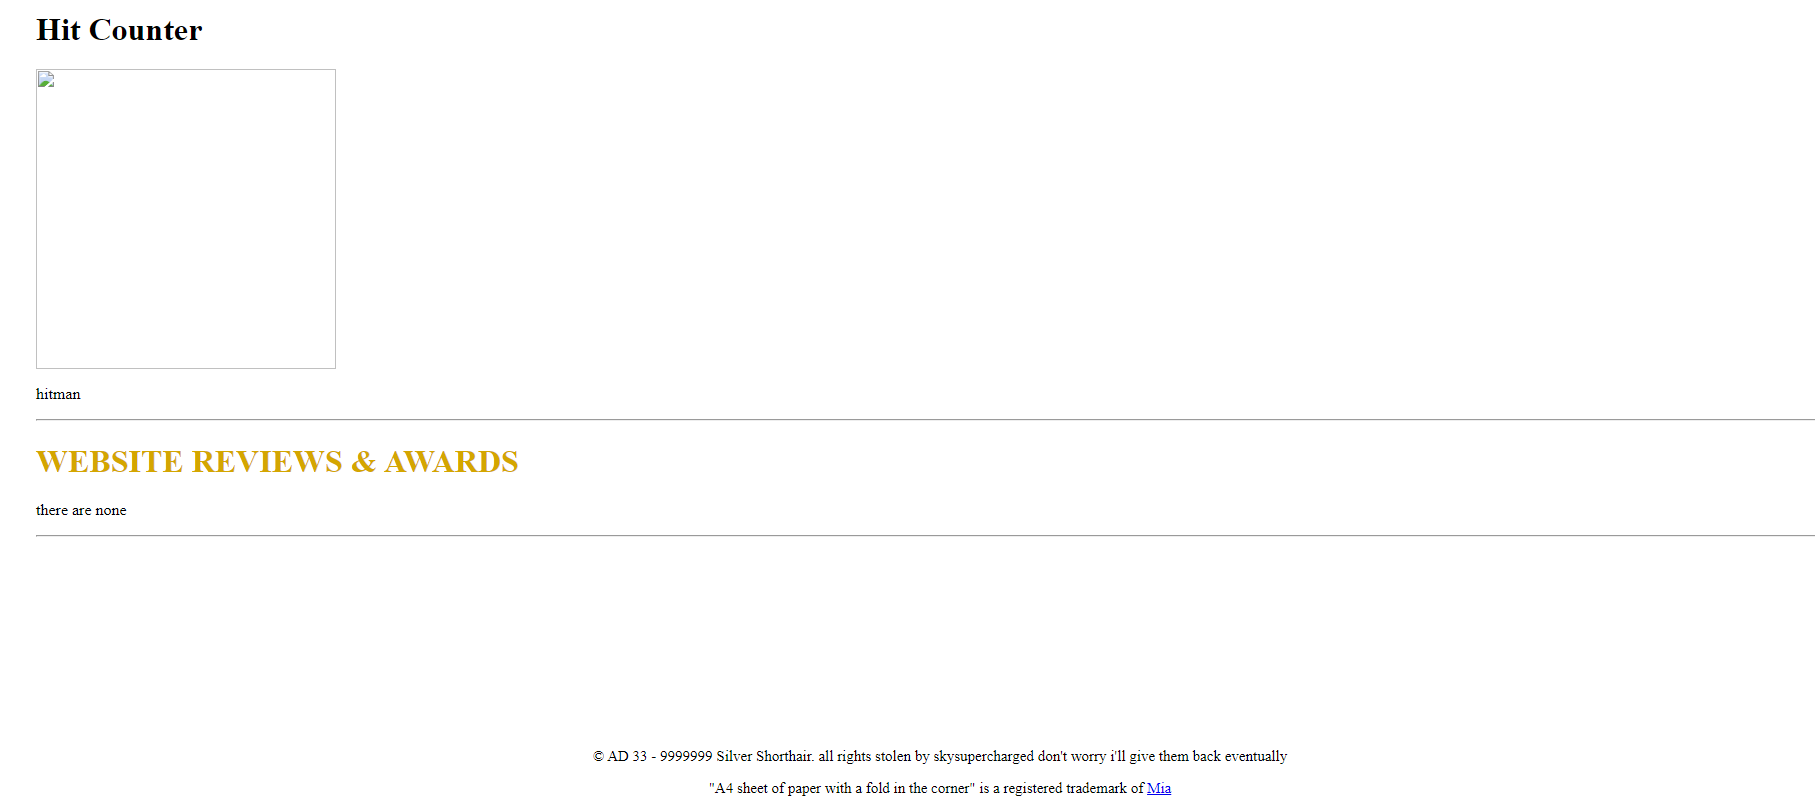 Hit Counter
hitman
WEBSITE REVIEWS & AWARDS
there are none
© AD 33 - 9999999 Silver Shorthair. all rights stolen by skysupercharged don't worry i'll give them back eventually
"A4 sheet of paper with a fold in the corner" is a registered trademark of Mia